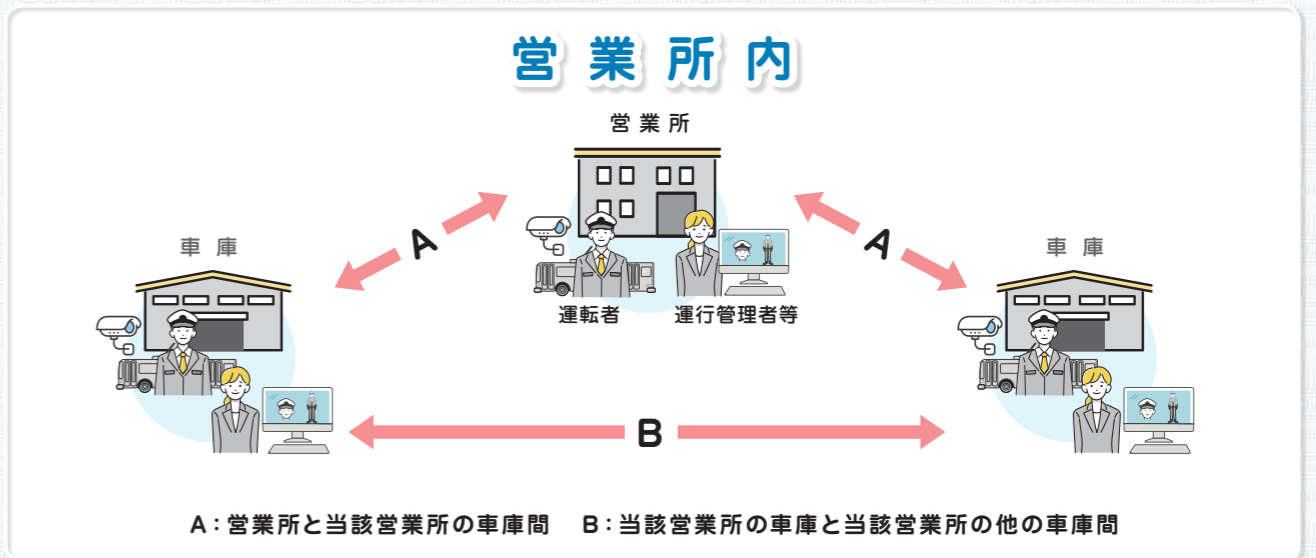 営業所内
営業所
A
A
車庫
車庫
運転者
運行管理者等
B
A：営業所と当該営業所の車庫間 B：当該営業所の車庫と当該営業所の他の車庫間